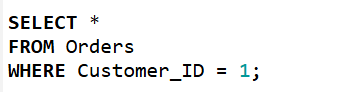 SELECT *
FROM Orders
WHERE Customer_ID = 1;